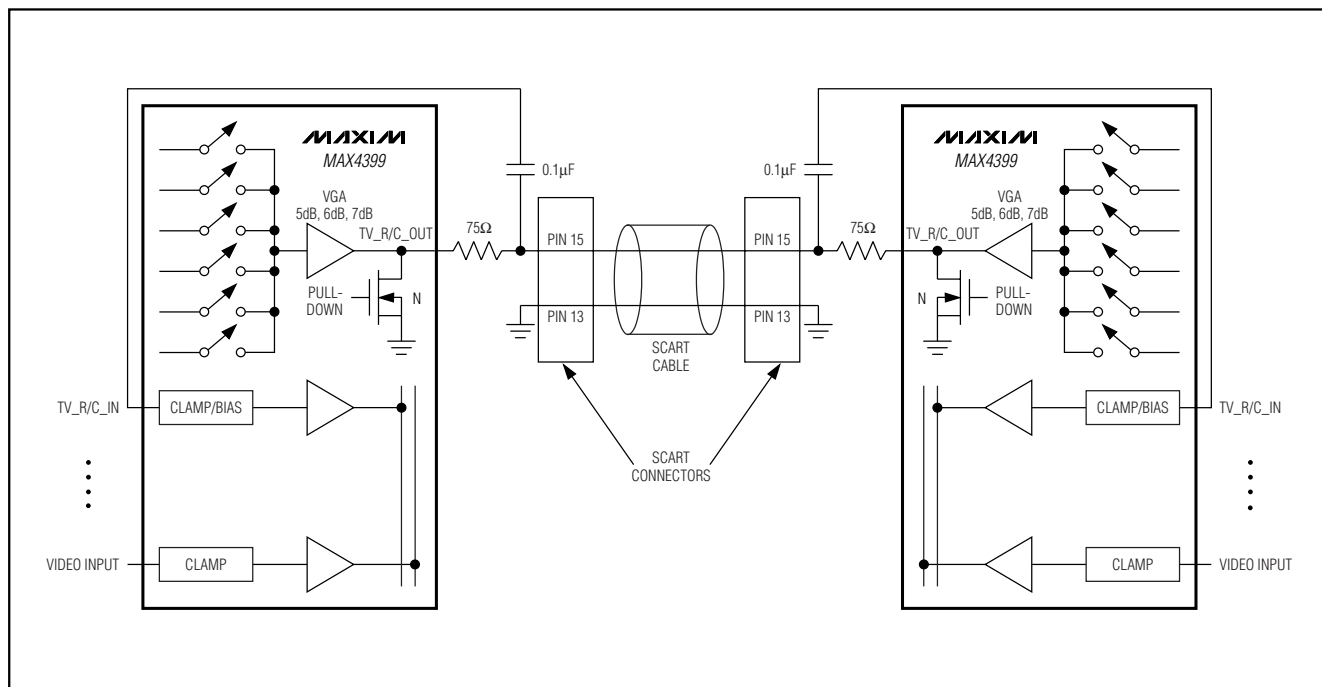 MAXIM
MAX4399
VGA
5dB, 6dB, 7dB
TV_R/C_OUT
PULL-
DOWN
N
TV_R/C_IN
CLAMP/BIAS
VIDEO INPUT
CLAMP
75Ω
0.1µF
PIN 15
PIN 13
SCART
CABLE
SCART
CONNECTORS
0.1µF
PIN 15
PIN 13
75Ω
MAXIM
MAX4399
VGA
5dB, 6dB, 7dB
TV_R/C_OUT
N
PULL-
DOWN
CLAMP/BIAS
TV_R/C_IN
CLAMP
VIDEO INPUT